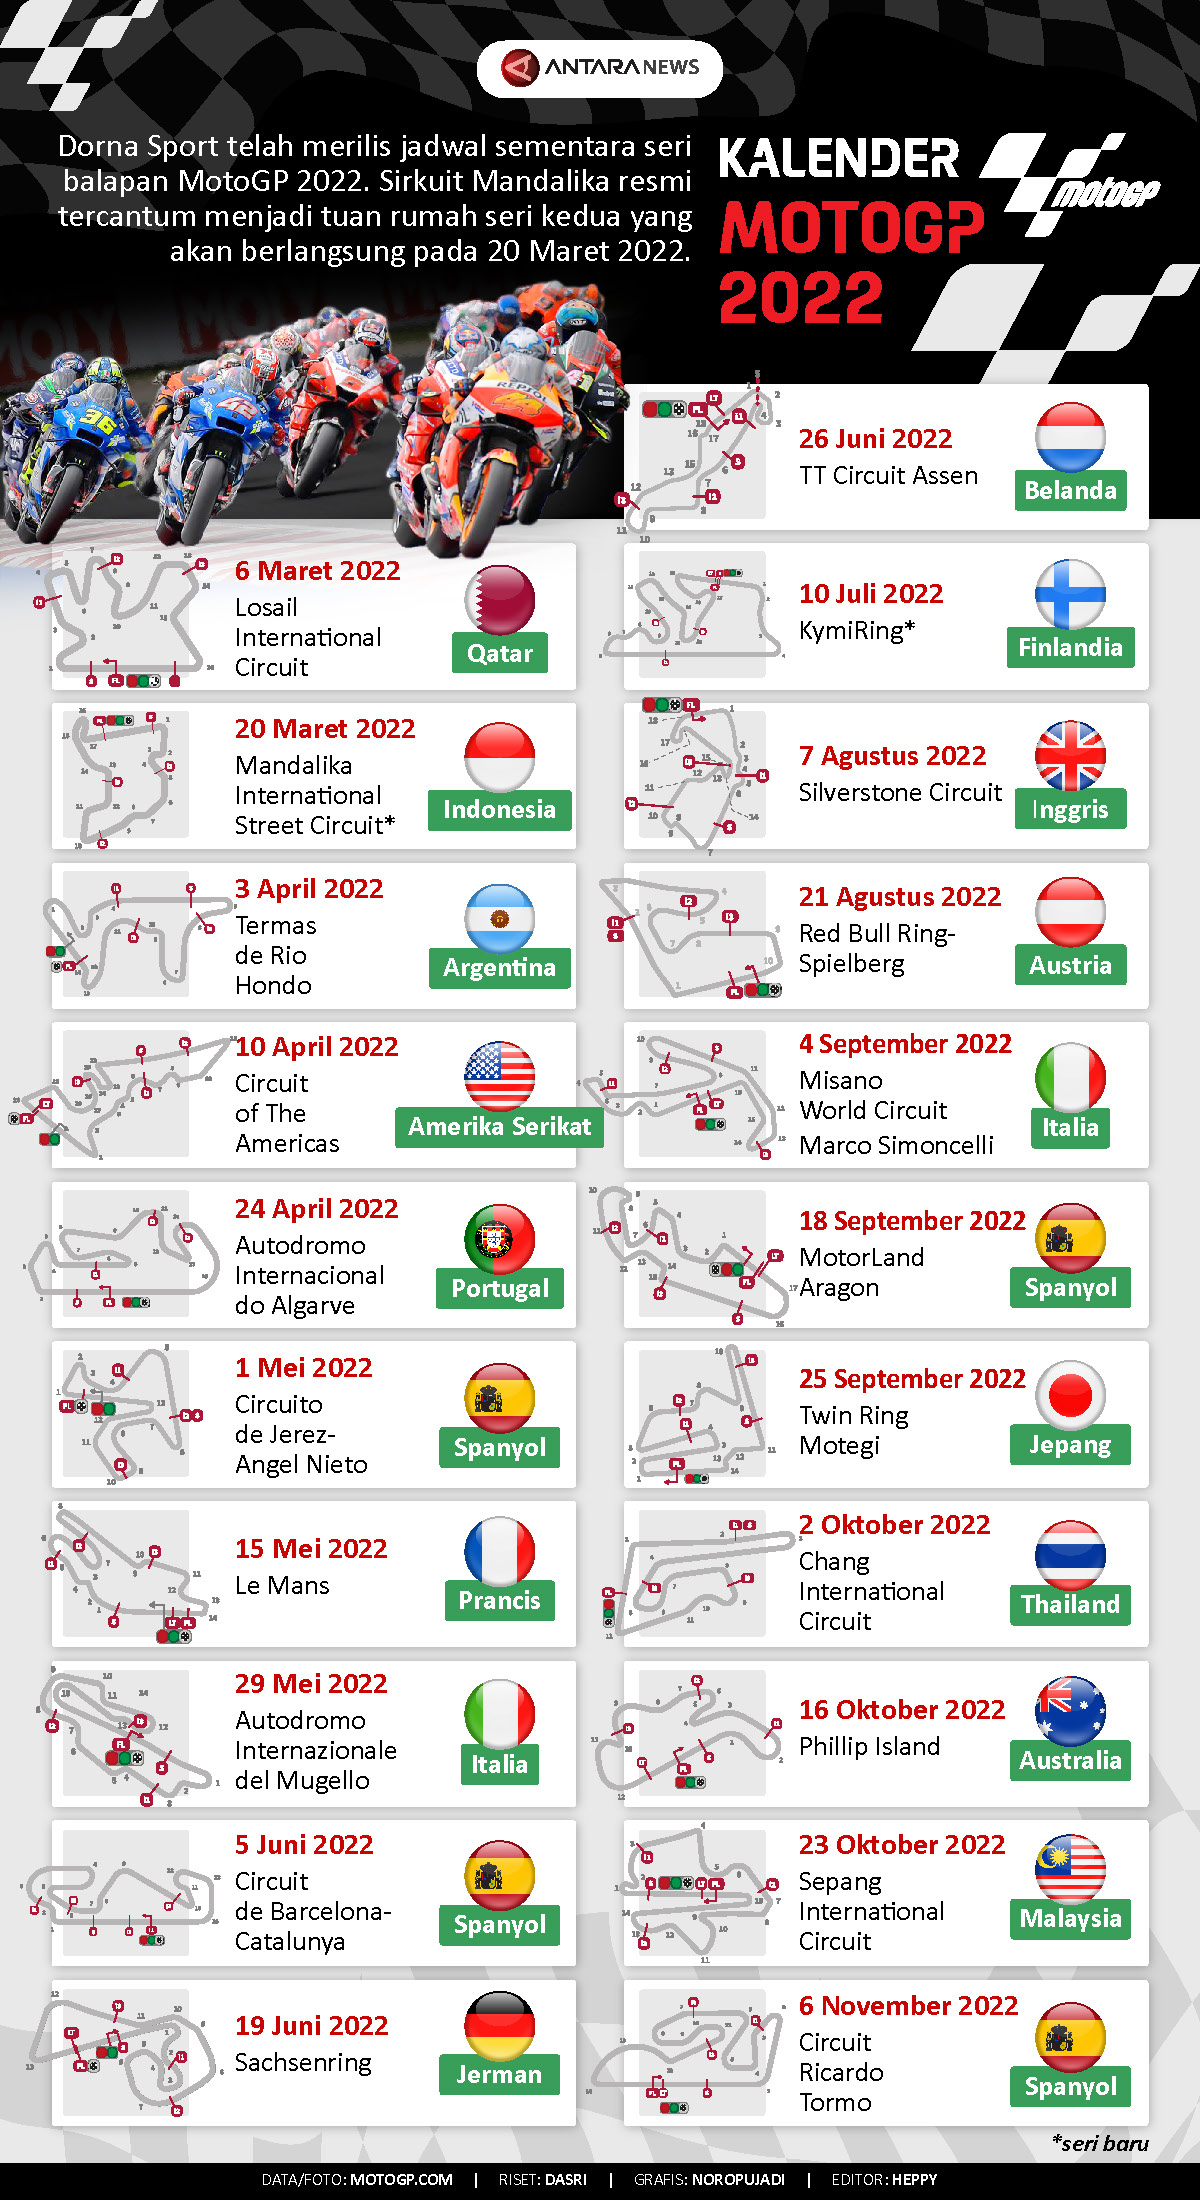 ANTARA NEWS
Dorna Sport telah merilis jadwal sementara seri
balapan MotoGP 2022. Sirkuit Mandalika resmi
tercantum menjadi tuan rumah seri kedua yang
akan berlangsung pada 20 Maret 2022.
KALENDER
MOTOGP
2022
motoGP
6 Maret 2022
Losail
International
Circuit
Qatar
20 Maret 2022
Mandalika
International
Street Circuit*
Indonesia
3 April 2022
Termas
de Rio
Hondo
Argentina
10 April 2022
Circuit
of The
Americas
Amerika Serikat
24 April 2022
Autodromo
Internacional
do Algarve
Portugal
1 Mei 2022
Circuito
de Jerez-
Angel Nieto
Spanyol
15 Mei 2022
Le Mans
Prancis
29 Mei 2022
Autodromo
Internazionale
del Mugello
Italia
5 Juni 2022
Circuit
de Barcelona-
Catalunya
Spanyol
19 Juni 2022
Sachsenring
Jerman
26 Juni 2022
TT Circuit Assen
Belanda
10 Juli 2022
KymiRing*
Finlandia
7 Agustus 2022
Silverstone Circuit
Inggris
21 Agustus 2022
Red Bull Ring-
Spielberg
Austria
4 September 2022
Misano
World Circuit
Marco Simoncelli
Italia
18 September 2022
MotorLand
Aragon
Spanyol
25 September 2022
Twin Ring
Motegi
Jepang
2 Oktober 2022
Chang
International
Circuit
Thailand
16 Oktober 2022
Phillip Island
Australia
23 Oktober 2022
Sepang
International
Circuit
Malaysia
6 November 2022
Circuit
Ricardo
Tormo
Spanyol
*seri baru
DATA/FOTO: MOTOGP.COM | RISET: DASRI | GRAFIS: NOROPUJADI | EDITOR: HEPPY